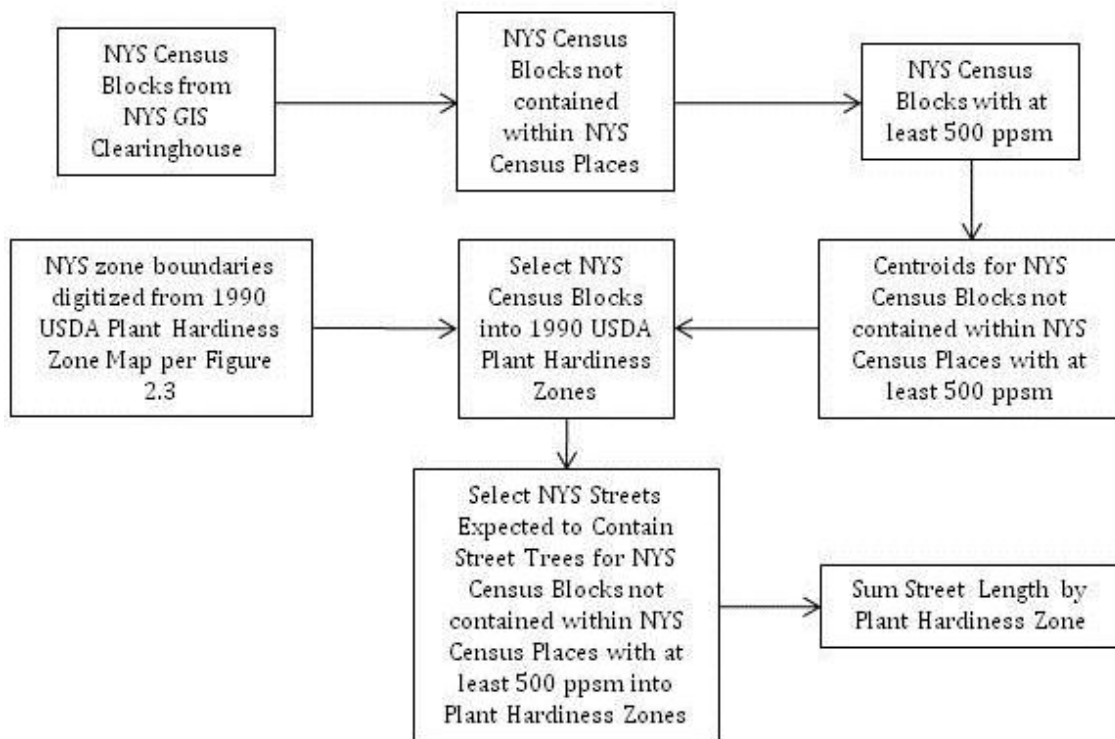 NYS Census
Blocks from
NYS GIS
Clearinghouse
NYS Census
Blocks not
contained
within NYS
Census Places
NYS Census
Blocks with at
least 500 ppsm
NYS zone boundaries
digitized from 1990
USDA Plant Hardiness
Zone Map per Figure
2.3
Select NYS
Census Blocks
into 1990 USDA
Plant Hardiness
Zones
Centroids for NYS
Census Blocks not
contained within NYS
Census Places with at
least 500 ppsm
Select NYS Streets
Expected to Contain
Street Trees for NYS
Census Blocks not
contained within NYS
Census Places with at
least 500 ppsm into
Plant Hardiness Zones
Sum Street Length by
Plant Hardiness Zone